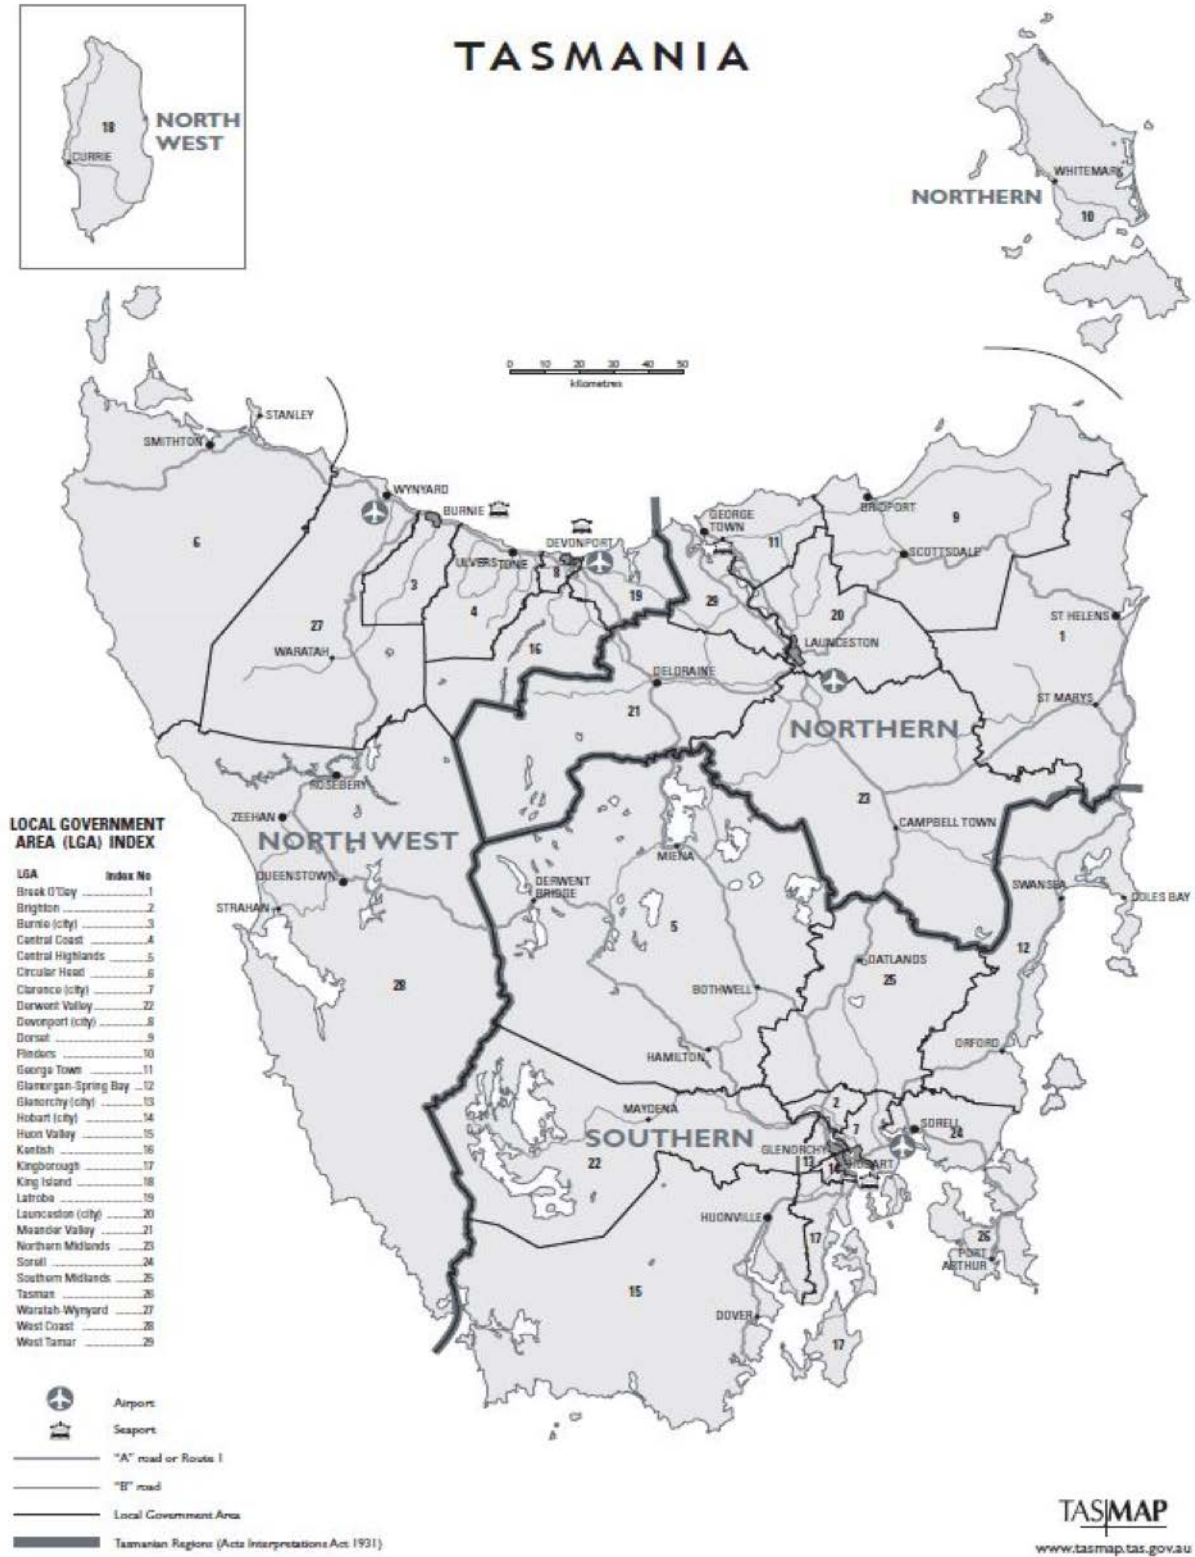 TASMANIA
18
NORTH
WEST
CURRIE
NORTHERN
WHITEMARK
10
0 10 20 30 40 50
kilometres
STANLEY
SMITHTON
WYNYARD
BURNIE
GEORGE
TOWN
BRIDPORT
9
6
DEVONPORT
11
SCOTTSDALE
ULVERSTONE
8
3
19
29
4
20
ST HELENS
27
1
WARATAH
16
LAUNCESTON
DELORAINE
ST MARYS
21
NORTHERN
ROSEBERY
23
ZEEHAN
CAMPBELL TOWN
NORTH WEST
MIENA
QUEENSTOWN
DERWENT
BRIDGE
SWANSEA
COLES BAY
STRAHAN
5
12
OATLANDS
25
28
BOTHWELL
ORFORD
HAMILTON
MAYDENA
2
7
SORELL
24
SOUTHERN
GLENORCHY
22
13
14
HOBART
HUONVILLE
17
26
PORT
ARTHUR
15
DOVER
17
LOCAL GOVERNMENT
AREA (LGA) INDEX
LGA Index No
Break O'Day 1
Brighton 2
Burnie (city) 3
Central Coast 4
Central Highlands 5
Circular Head 6
Clarence (city) 7
Derwent Valley 22
Devonport (city) 8
Dorset 9
Flinders 10
George Town 11
Glamorgan-Spring Bay 12
Glenorchy (city) 13
Hobart (city) 14
Huon Valley 15
Kentish 16
Kingborough 17
King Island 18
Latrobe 19
Launceston (city) 20
Meander Valley 21
Northern Midlands 23
Sorell 24
Southern Midlands 25
Tasman 26
Waratah-Wynyard 27
West Coast 28
West Tamar 29
Airport
Seaport
"A" road or Route 1
"B" road
Local Government Area
Tasmanian Regions (Acts Interpretations Act 1931)
TASMAP
www.tasmap.tas.gov.au